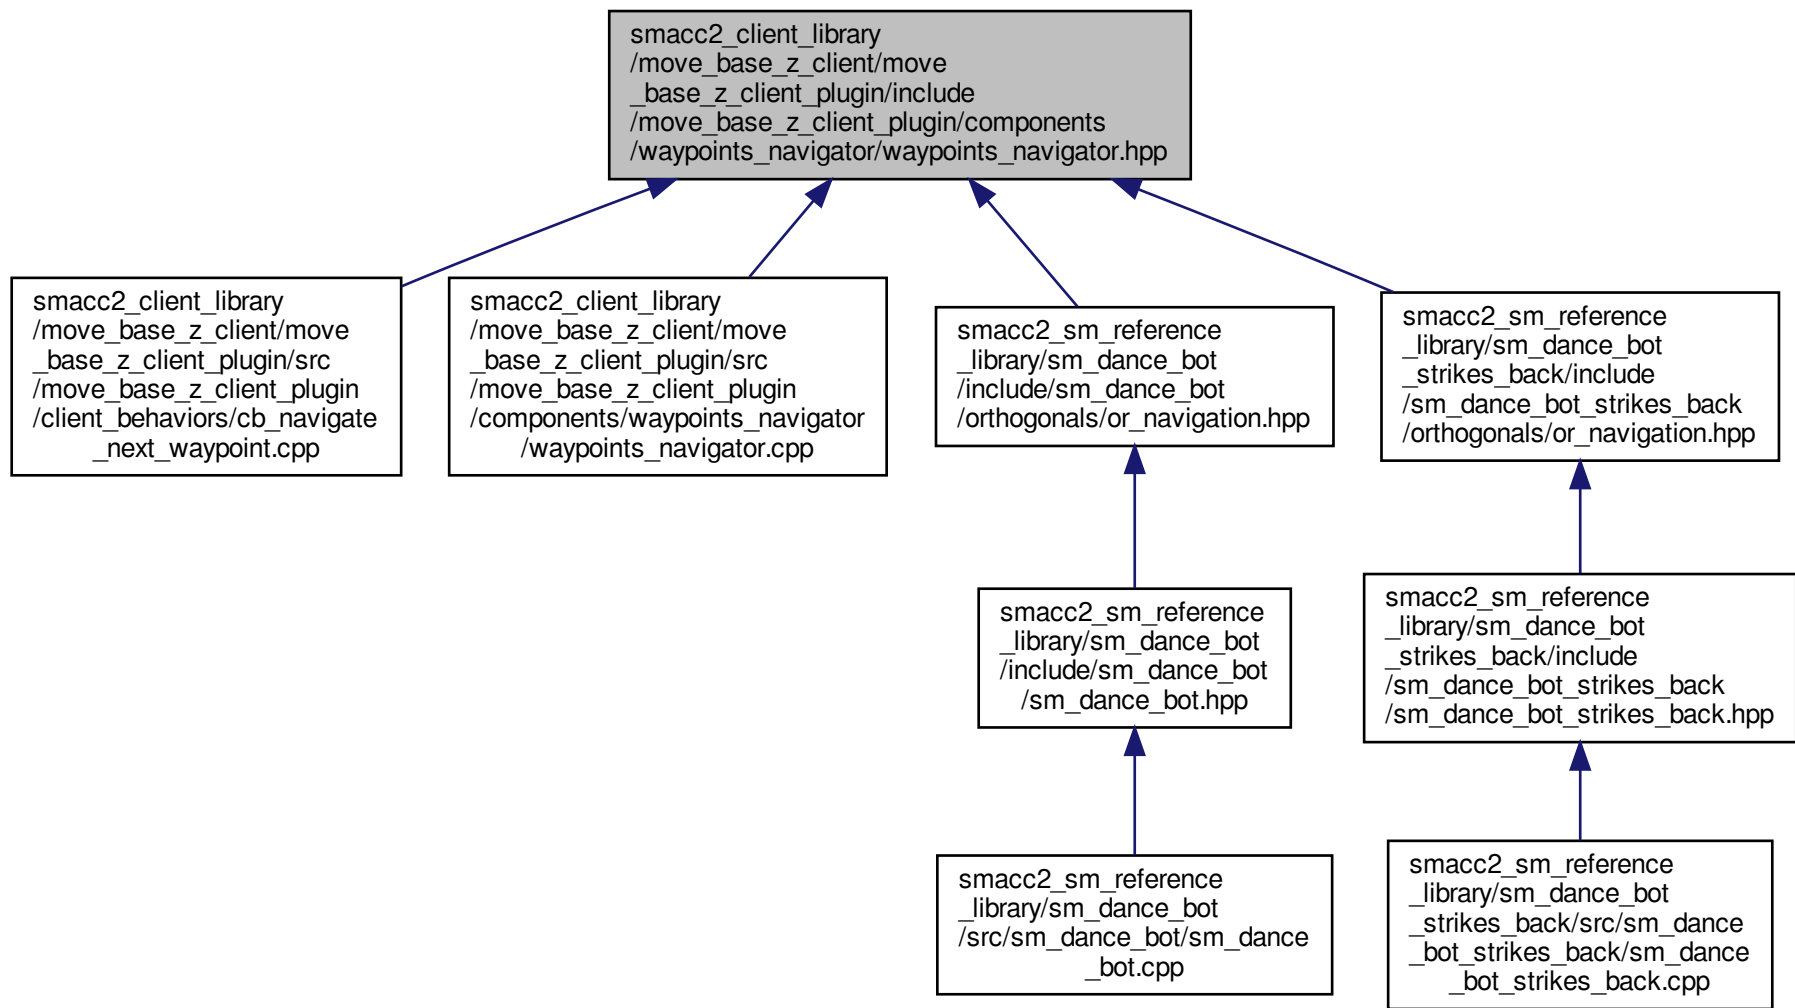 smacc2_client_library
/move_base_z_client/move
_base_z_client_plugin/include
/move_base_z_client_plugin/components
/waypoints_navigator/waypoints_navigator.hpp
smacc2_client_library
/move_base_z_client/move
_base_z_client_plugin/src
/move_base_z_client_plugin
/client_behaviors/cb_navigate
_next_waypoint.cpp
smacc2_client_library
/move_base_z_client/move
_base_z_client_plugin/src
/move_base_z_client_plugin
/components/waypoints_navigator
/waypoints_navigator.cpp
smacc2_sm_reference
_library/sm_dance_bot
/include/sm_dance_bot
/orthogonals/or_navigation.hpp
smacc2_sm_reference
_library/sm_dance_bot
_strikes_back/include
/sm_dance_bot_strikes_back
/orthogonals/or_navigation.hpp
smacc2_sm_reference
_library/sm_dance_bot
/include/sm_dance_bot
/sm_dance_bot.hpp
smacc2_sm_reference
_library/sm_dance_bot
_strikes_back/include
/sm_dance_bot_strikes_back
/sm_dance_bot_strikes_back.hpp
smacc2_sm_reference
_library/sm_dance_bot
/src/sm_dance_bot/sm_dance
_bot.cpp
smacc2_sm_reference
_library/sm_dance_bot
_strikes_back/src/sm_dance
_bot_strikes_back/sm_dance
_bot_strikes_back.cpp